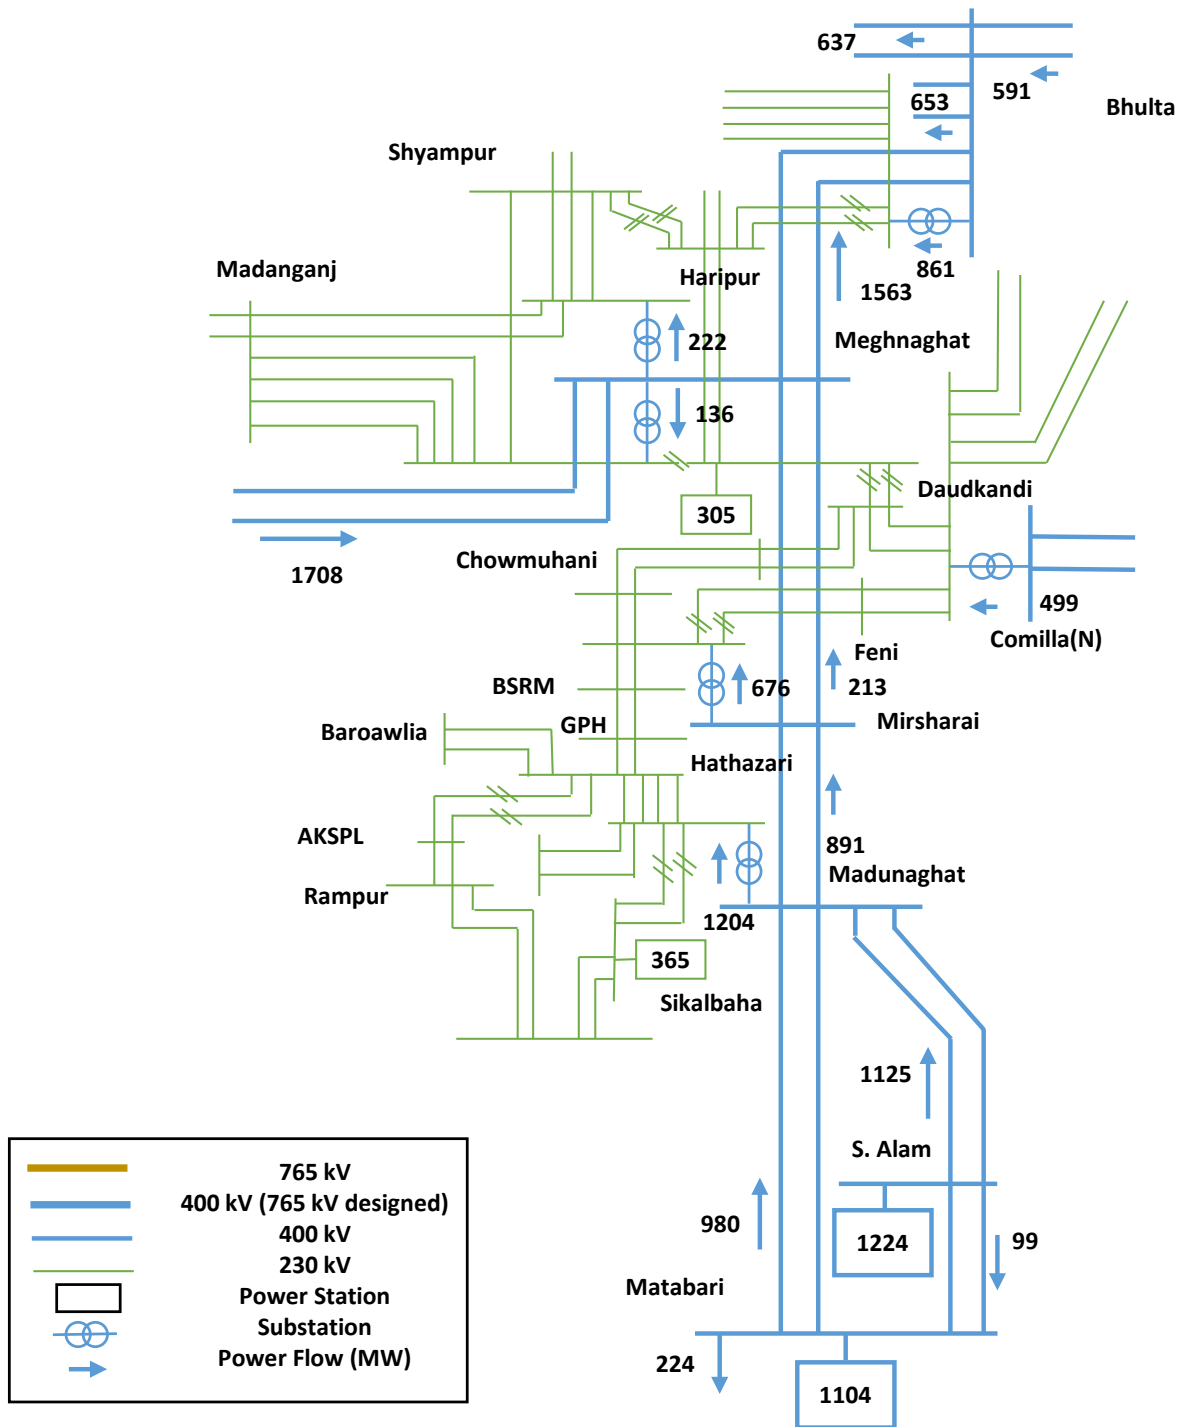 637
591
653
Bhulta
Shyampur
Madanganj
Haripur
861
1563
222
Meghnaghat
136
Daudkandi
305
Chowmuhani
1708
499
Comilla(N)
Feni
BSRM
676
213
GPH
Baroawlia
Mirsharai
Hathazari
AKSPL
891
Madunaghat
Rampur
1204
365
Sikalbaha
1125
S. Alam
765 kV
400 kV (765 kV designed)
400 kV
230 kV
Power Station
Substation
Power Flow (MW)
980
1224
99
Matabari
224
1104